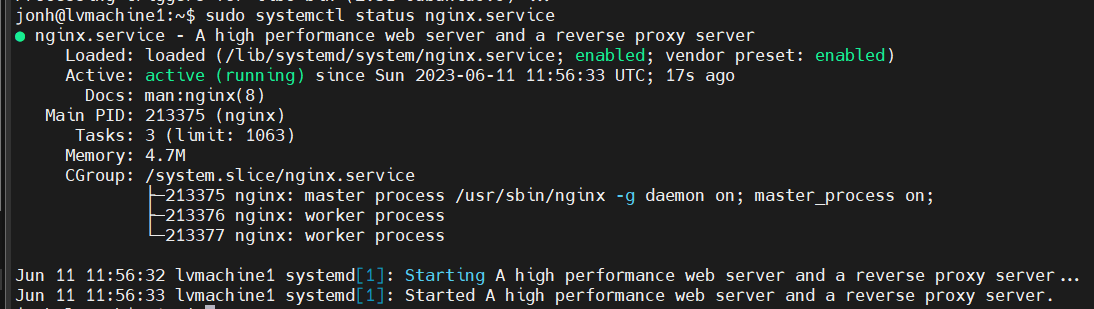 jonh@lvmachine1:~$ sudo systemctl status nginx.service
● nginx.service - A high performance web server and a reverse proxy server
Loaded: loaded (/lib/systemd/system/nginx.service; enabled; vendor preset: enabled)
Active: active (running) since Sun 2023-06-11 11:56:33 UTC; 17s ago
Docs: man:nginx(8)
Main PID: 213375 (nginx)
Tasks: 3 (limit: 1063)
Memory: 4.7M
CGroup: /system.slice/nginx.service
├─213375 nginx: master process /usr/sbin/nginx -g daemon on; master_process on;
├─213376 nginx: worker process
└─213377 nginx: worker process
Jun 11 11:56:32 lvmachine1 systemd[1]: Starting A high performance web server and a reverse proxy server...
Jun 11 11:56:33 lvmachine1 systemd[1]: Started A high performance web server and a reverse proxy server.